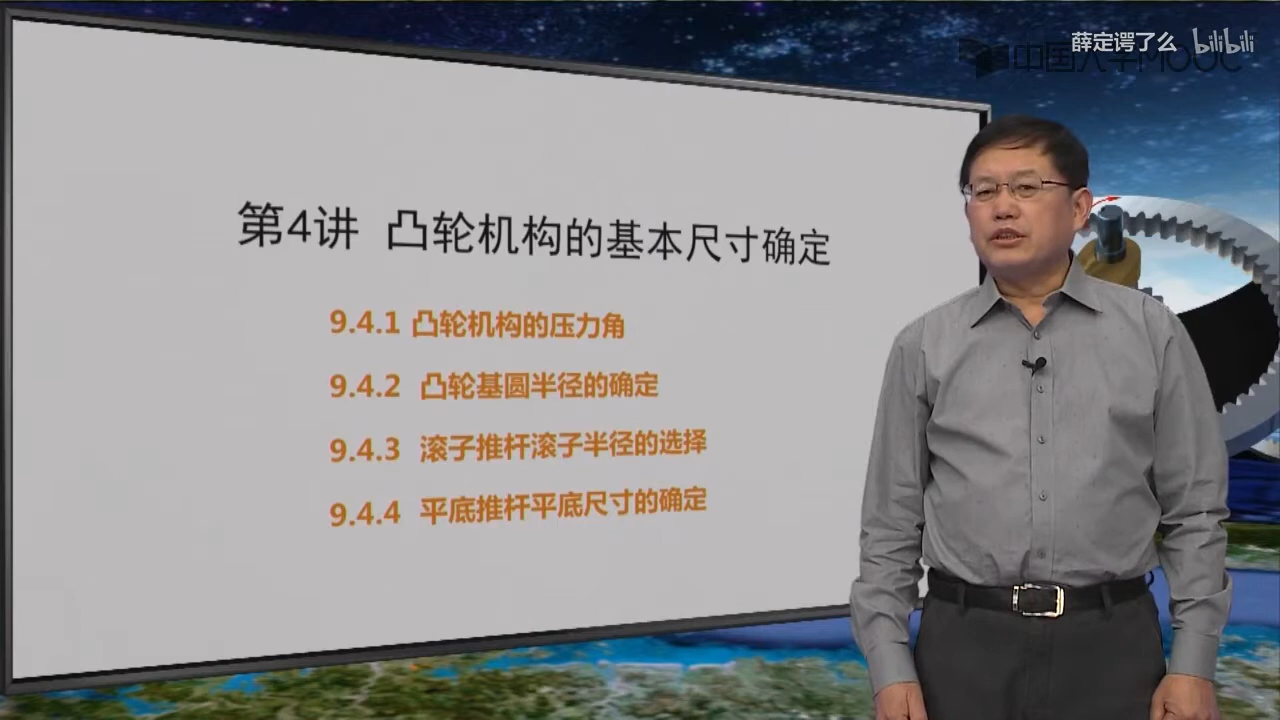 薛定谔了么 bilibili
中国大学MOOC
第4讲 凸轮机构的基本尺寸确定
9.4.1 凸轮机构的压力角
9.4.2 凸轮基圆半径的确定
9.4.3 滚子推杆滚子半径的选择
9.4.4 平底推杆平底尺寸的确定